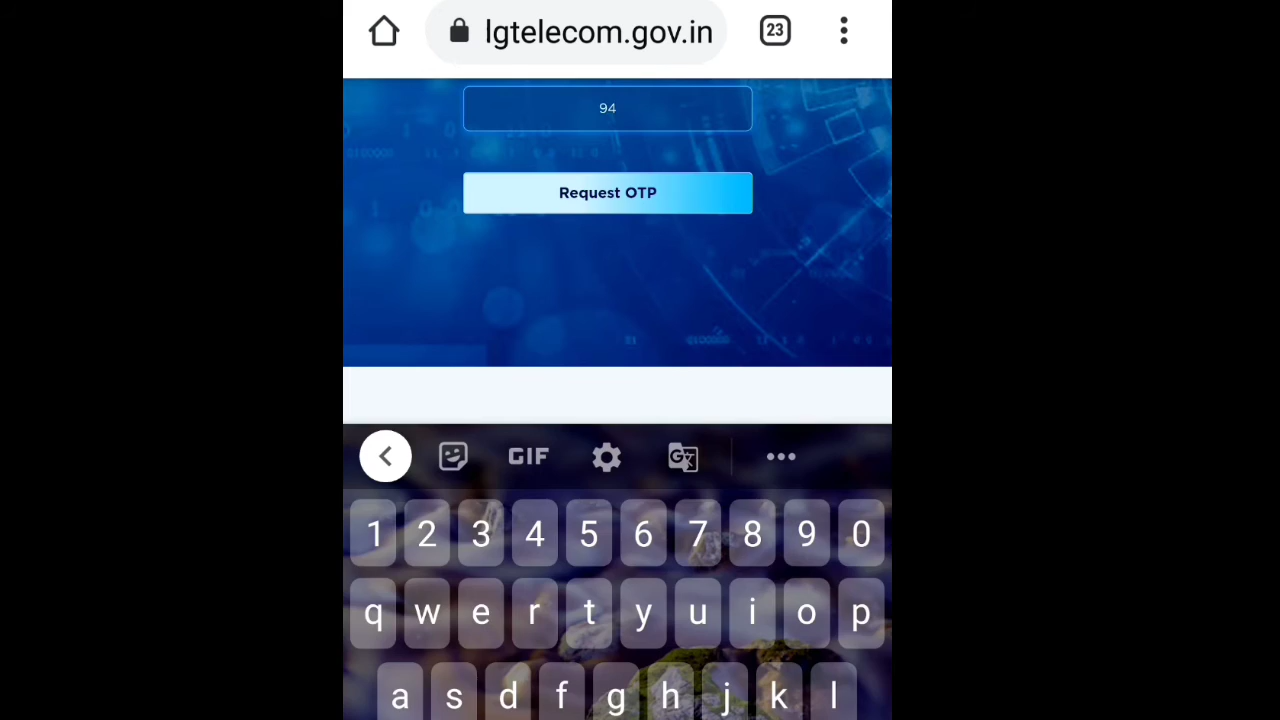 lgtelecom.gov.in
23
94
Request OTP
GIF
1 2 3 4 5 6 7 8 9 0
q w e r t y u i o p
a s d f g h j k l